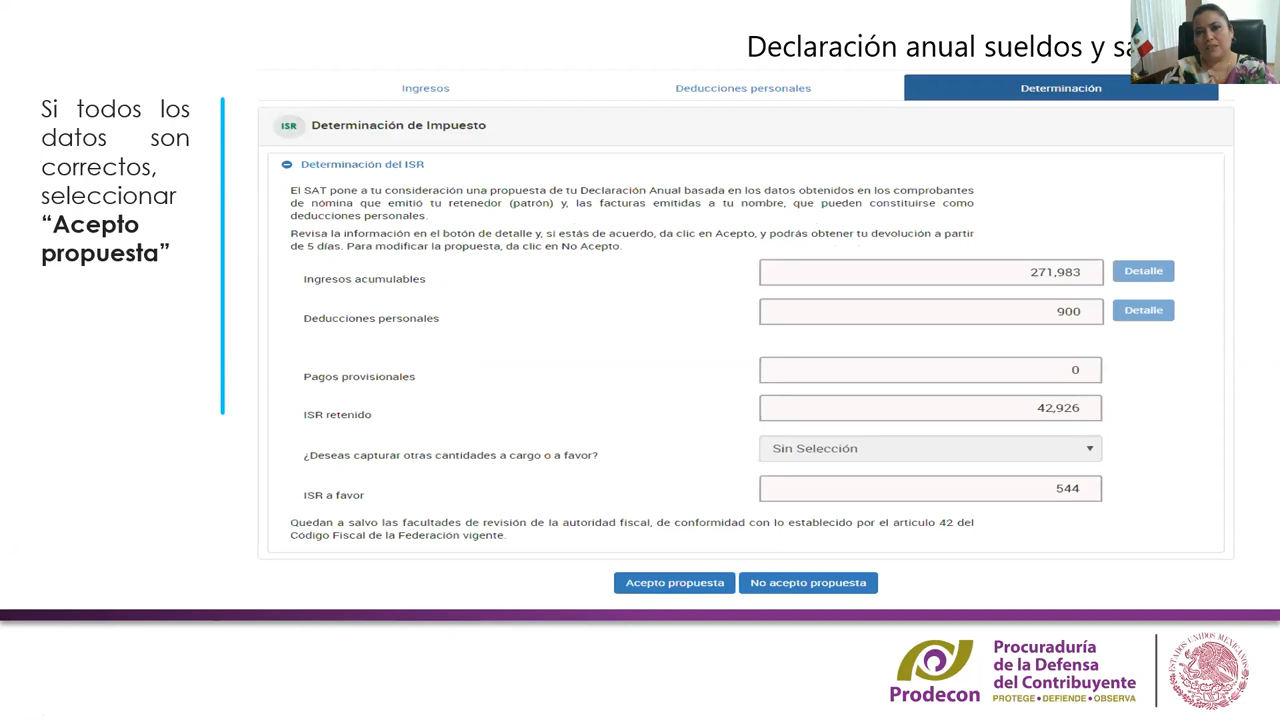 Declaración anual sueldos y
Si todos los
datos son
correctos,
seleccionar
“Acepto
propuesta”
Ingresos
Deducciones personales
Determinación
ISR
Determinación de Impuesto
Determinación del ISR
El SAT pone a tu consideración una propuesta de tu Declaración Anual basada en los datos obtenidos en los comprobantes
de nómina que emitió tu retenedor (patrón) y, las facturas emitidas a tu nombre, que pueden constituirse como
deducciones personales.
Revisa la información en el botón de detalle y, si estás de acuerdo, da clic en Acepto, y podrás obtener tu devolución a partir
de 5 días. Para modificar la propuesta, da clic en No Acepto.
Ingresos acumulables 271,983 Detalle
Deducciones personales 900 Detalle
Pagos provisionales 0
ISR retenido 42,926
¿Deseas capturar otras cantidades a cargo o a favor? Sin Selección
ISR a favor 544
Quedan a salvo las facultades de revisión de la autoridad fiscal, de conformidad con lo establecido por el artículo 42 del
Código Fiscal de la Federación vigente.
Acepto propuesta No acepto propuesta
Prodecon
Procuraduría
de la Defensa
del Contribuyente
PROTEGE•DEFIENDE•OBSERVA
ESTADOS UNIDOS MEXICANOS